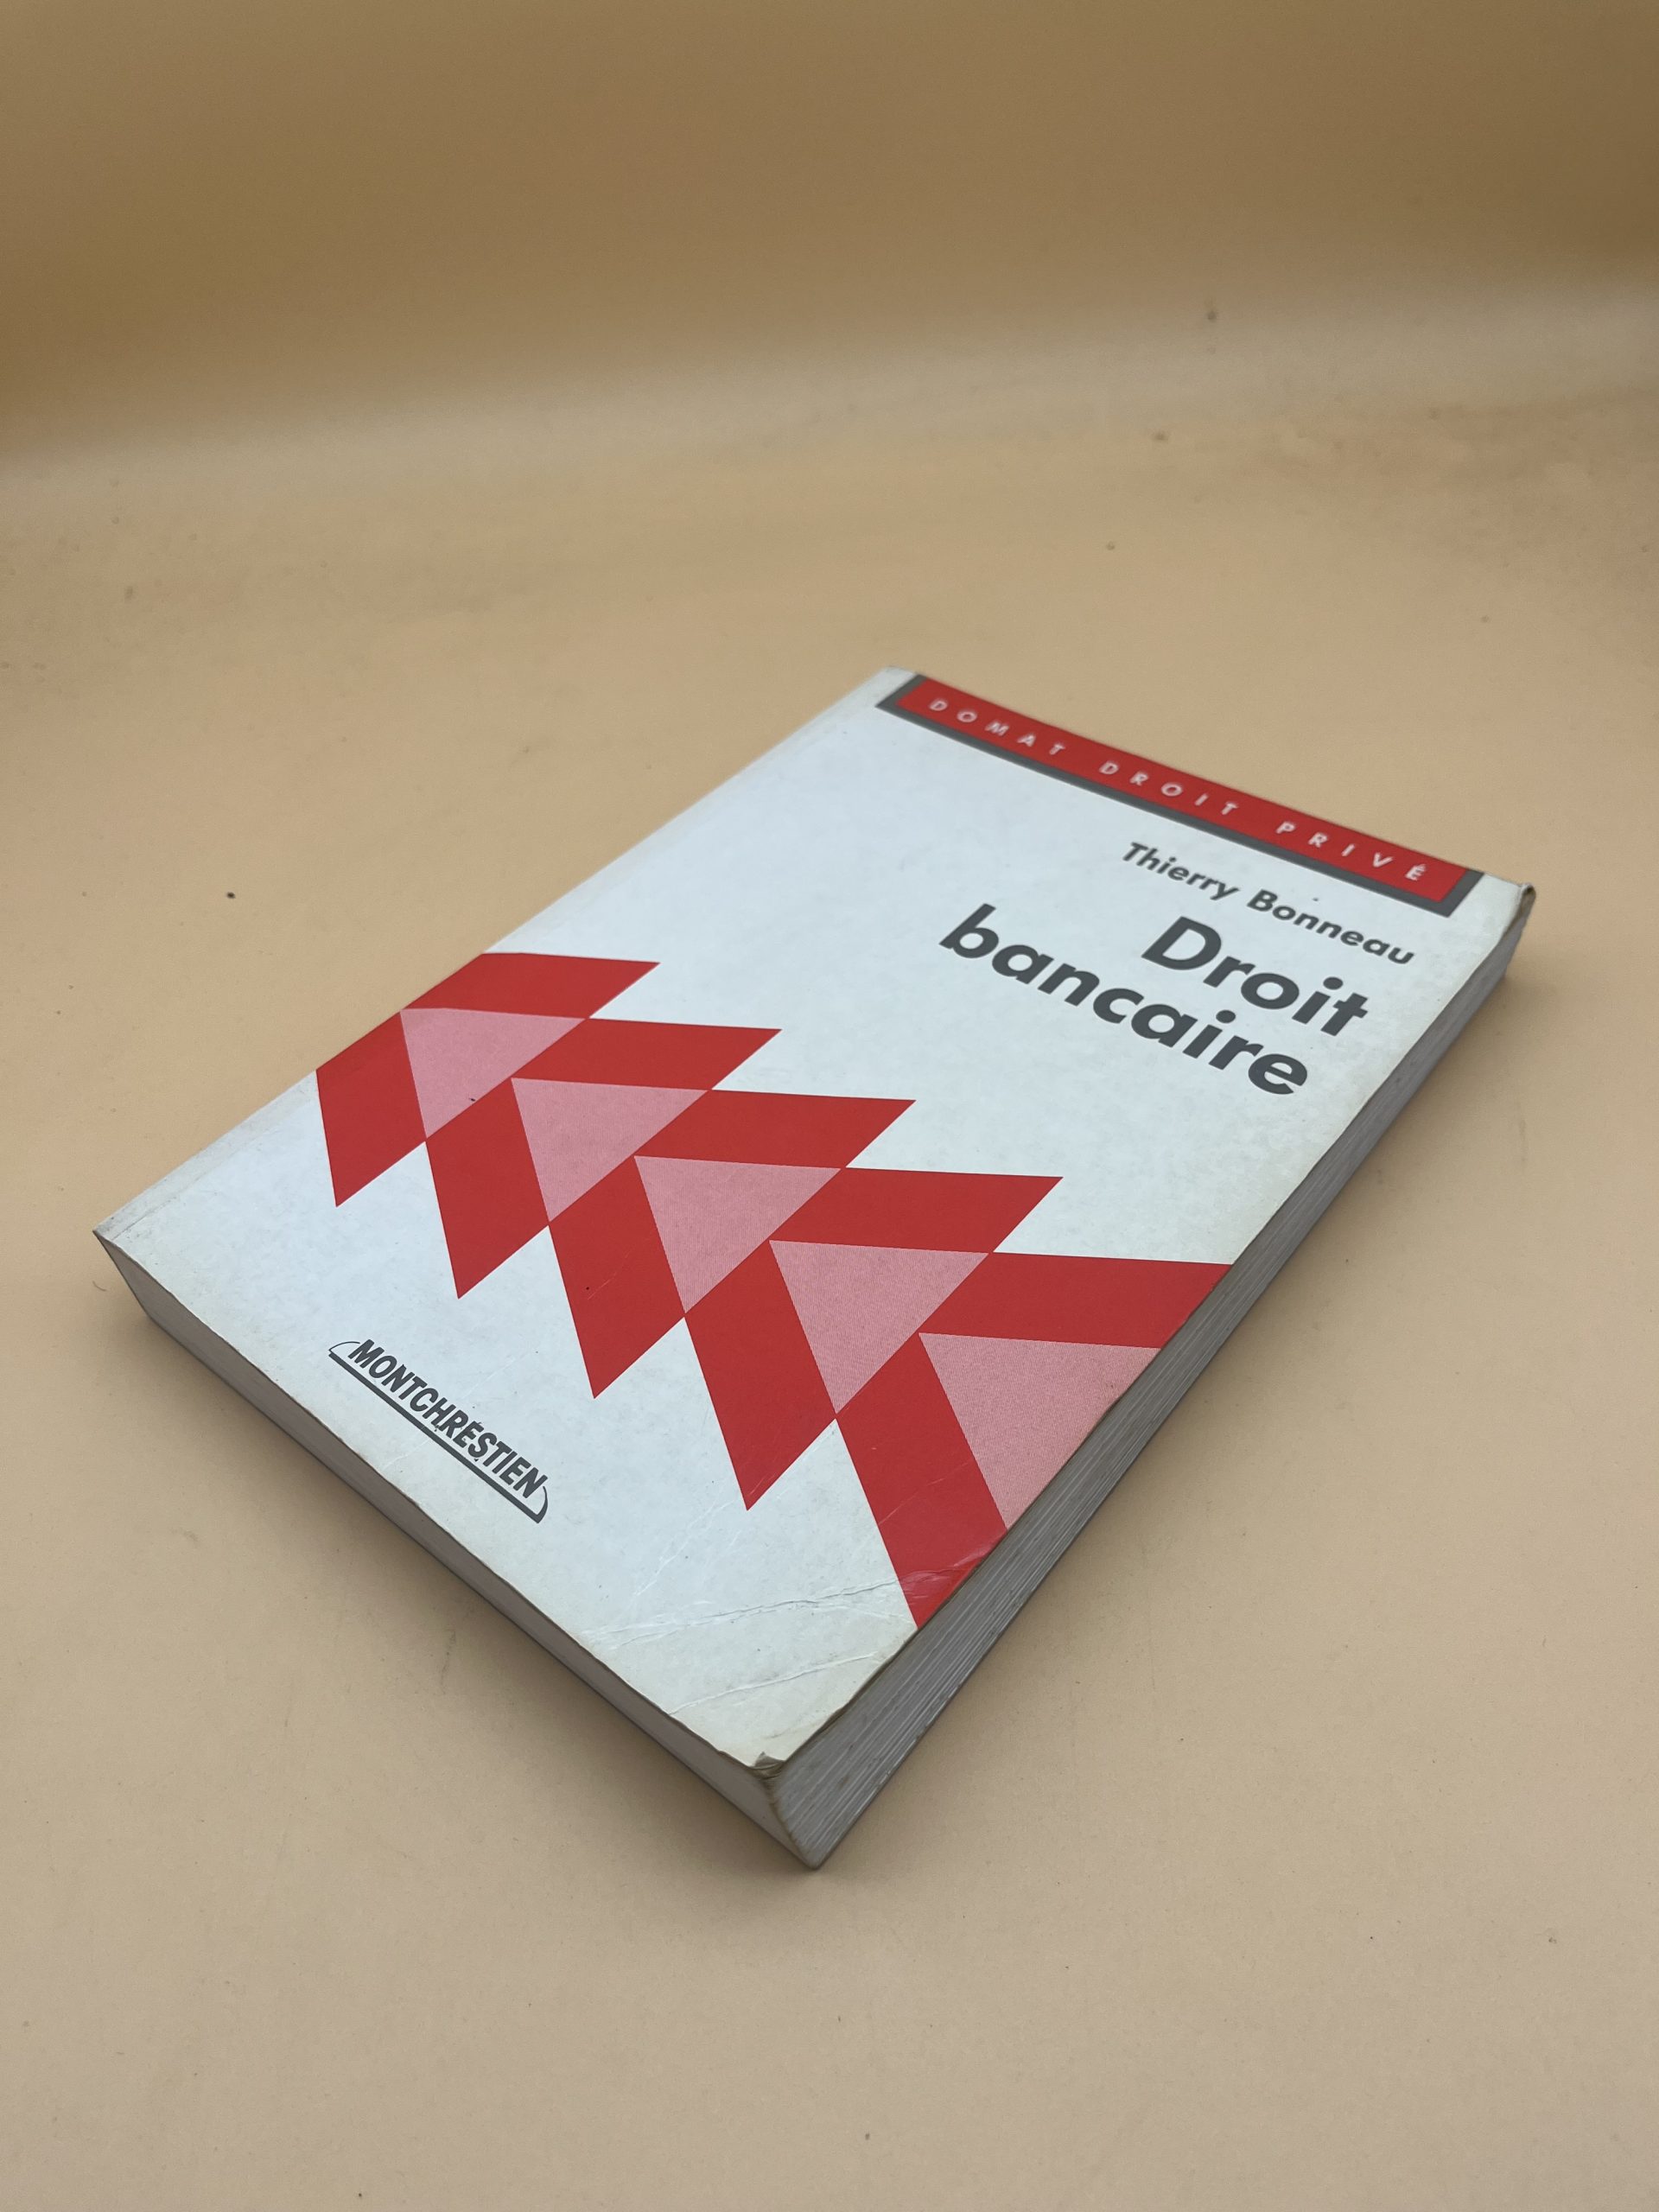 DOMAT DROIT PRIVÉ
Thierry Bonneau
Droit
bancaire
MONTCHRESTIEN